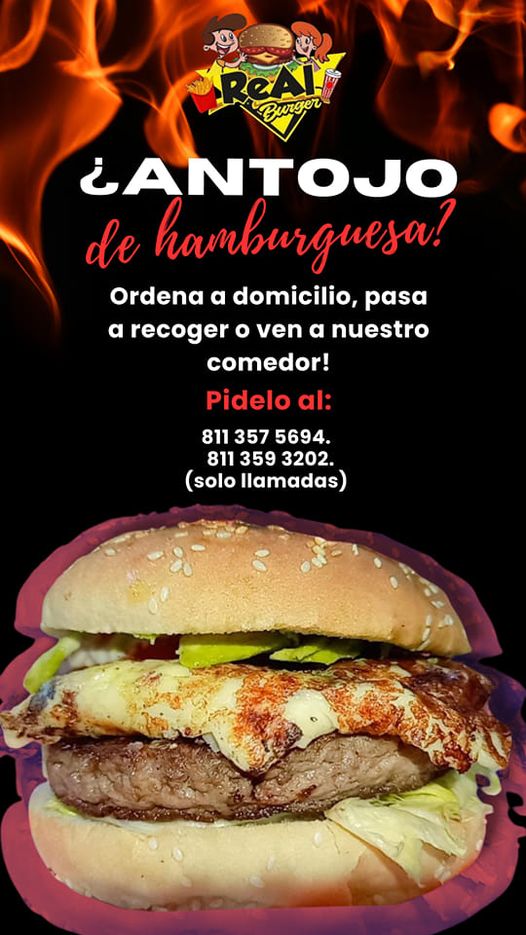 ReAl
Burger
¿ANTOJO
de hamburguesa?
Ordena a domicilio, pasa
a recoger o ven a nuestro
comedor!
Pidelo al:
811 357 5694.
811 359 3202.
(solo llamadas)